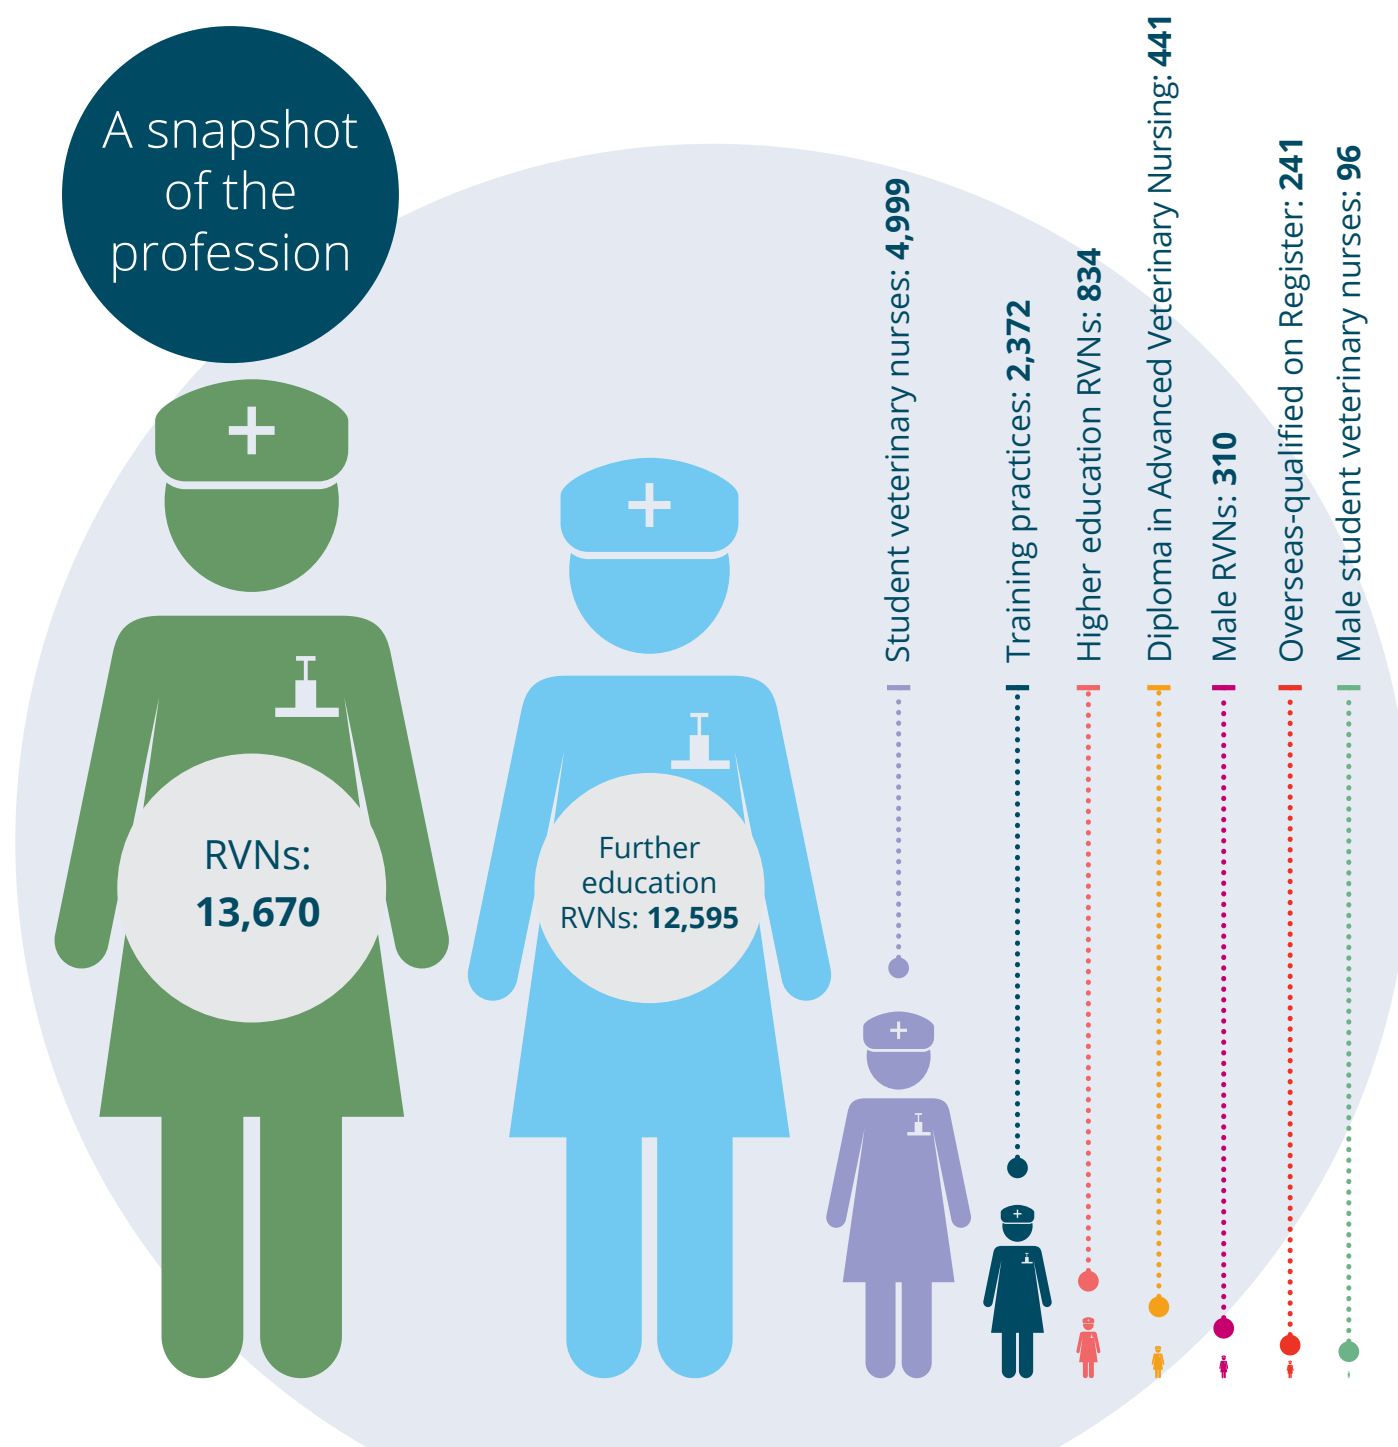 A snapshot
of the
profession
RVNs:
13,670
Further
education
RVNs: 12,595
Student veterinary nurses: 4,999
Training practices: 2,372
Higher education RVNs: 834
Diploma in Advanced Veterinary Nursing: 441
Male RVNs: 310
Overseas-qualified on Register: 241
Male student veterinary nurses: 96